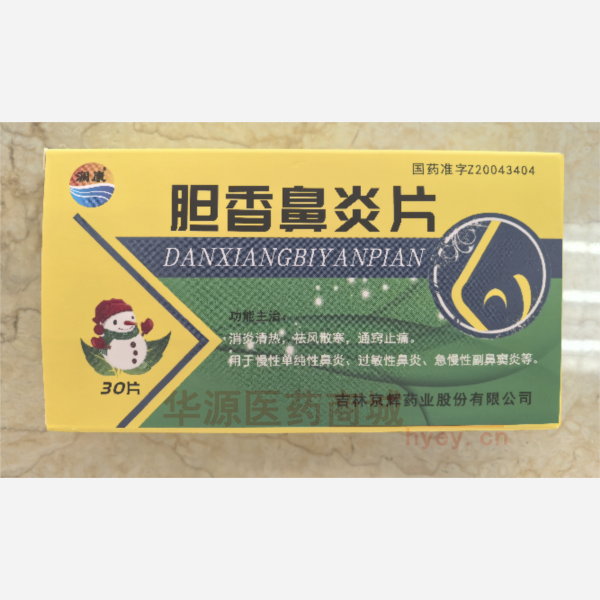 澜康
国药准字Z20043404
胆香鼻炎片
DANXIANGBIYANPIAN
功能主治:
消炎清热,祛风散寒,通窍止痛。
用于慢性单纯性鼻炎、过敏性鼻炎、急慢性副鼻窦炎等。
30片
吉林京辉药业股份有限公司
华源医药商城
hyey.cn